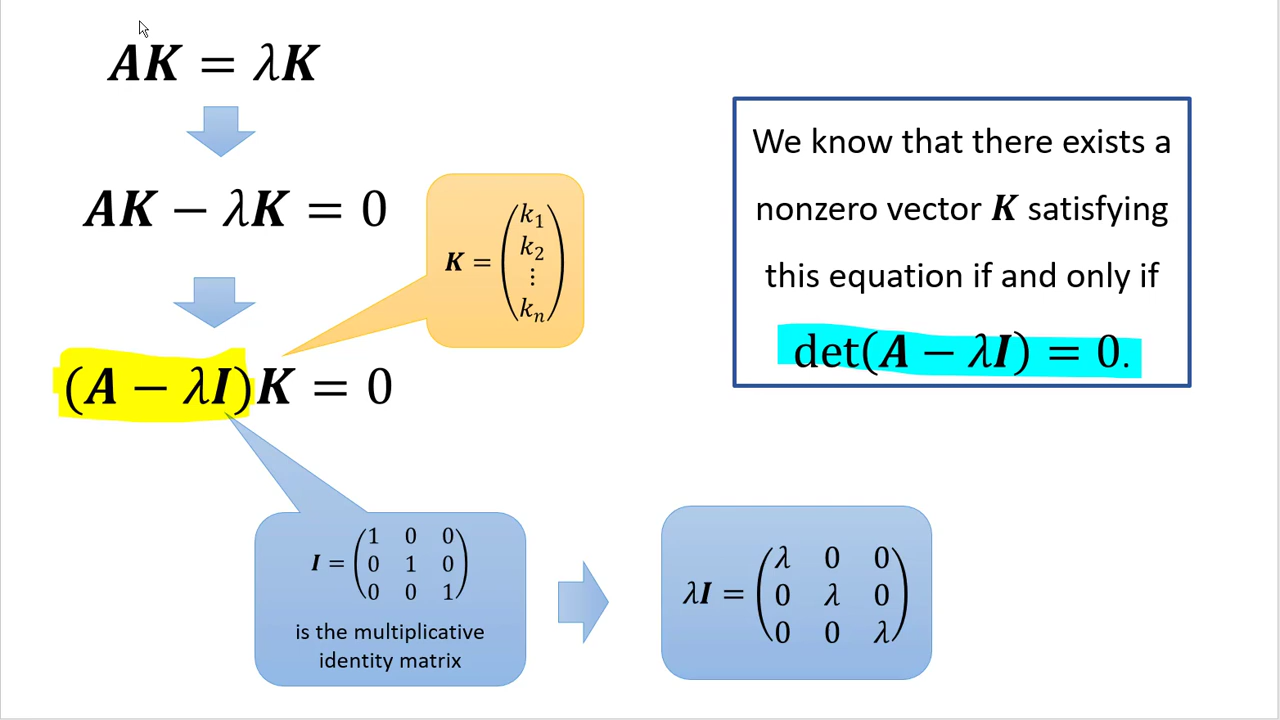 𝑨𝑲 = 𝜆𝑲
𝑨𝑲 − 𝜆𝑲 = 0
(𝑨 − 𝜆𝑰)𝑲 = 0
𝑲 =
𝑘₁
𝑘₂
⋮
𝑘ₙ
We know that there exists a
nonzero vector 𝑲 satisfying
this equation if and only if
det(𝑨 − 𝜆𝑰) = 0.
𝑰 =
1 0 0
0 1 0
0 0 1
is the multiplicative
identity matrix
𝜆𝑰 =
𝜆 0 0
0 𝜆 0
0 0 𝜆